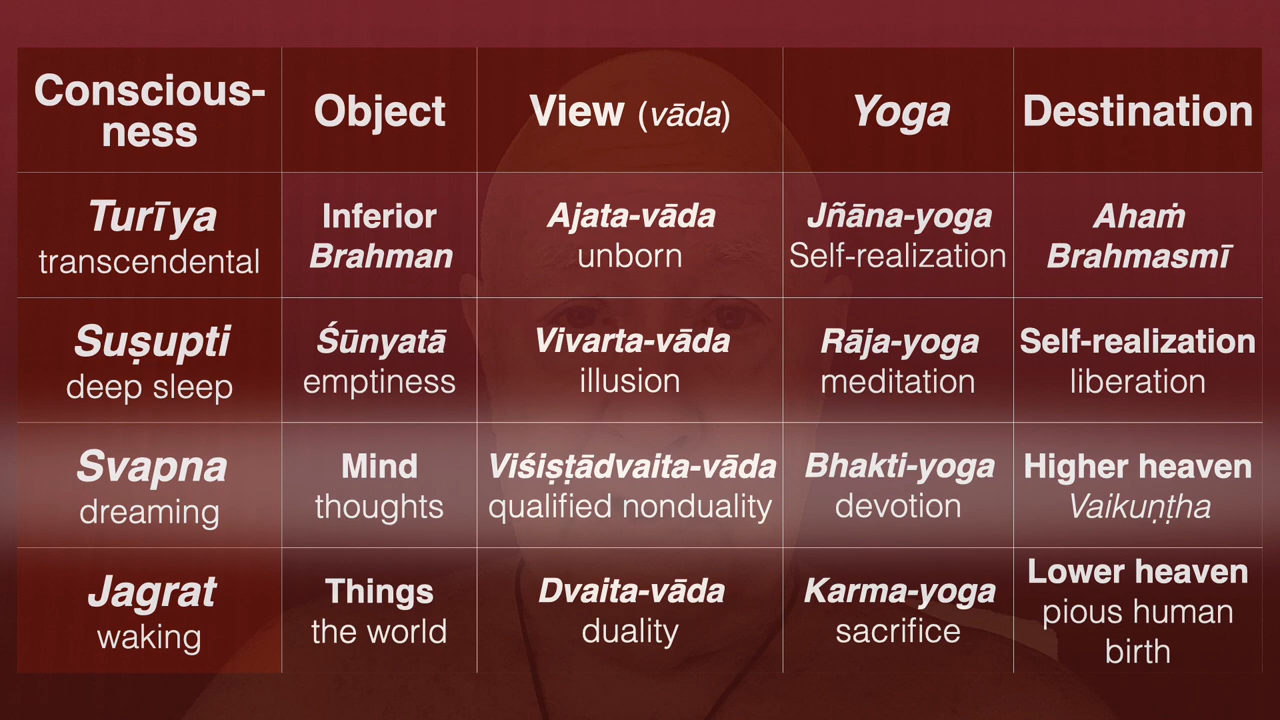 Conscious-
ness
Object
View (vāda)
Yoga
Destination
Turīya
transcendental
Inferior
Brahman
Ajata-vāda
unborn
Jñāna-yoga
Self-realization
Ahaṁ
Brahmasmī
Suṣupti
deep sleep
Śūnyatā
emptiness
Vivarta-vāda
illusion
Rāja-yoga
meditation
Self-realization
liberation
Svapna
dreaming
Mind
thoughts
Viśiṣṭādvaita-vāda
qualified nonduality
Bhakti-yoga
devotion
Higher heaven
Vaikuṇṭha
Jagrat
waking
Things
the world
Dvaita-vāda
duality
Karma-yoga
sacrifice
Lower heaven
pious human
birth